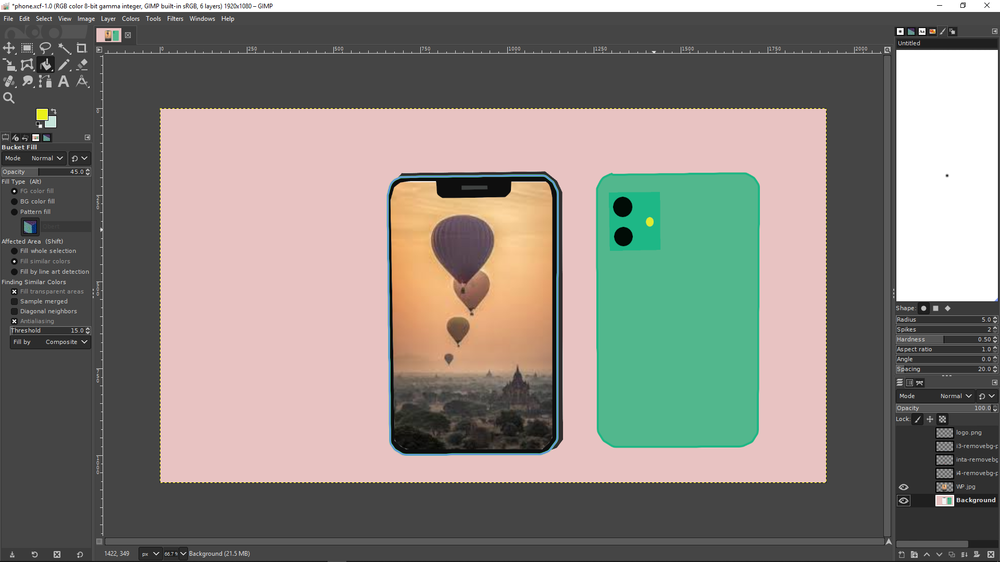 *phone.xcf-1.0 (RGB color 8-bit gamma integer, GIMP built-in sRGB, 6 layers) 1920x1080 – GIMP
File Edit Select View Image Layer Colors Tools Filters Windows Help
Untitled
0 250 500 750 1000 1250 1500 1750 2000
0
250
500
750
1000
Bucket Fill
Mode Normal
Opacity 45.0
Fill Type (Alt)
FG color fill
BG color fill
Pattern fill
Qbert
Affected Area (Shift)
Fill whole selection
Fill similar colors
Fill by line art detection
Finding Similar Colors
Fill transparent areas
Sample merged
Diagonal neighbors
Antialiasing
Threshold 15.0
Fill by Composite
Shape:
Radius 5.0
Spikes 2
Hardness 0.50
Aspect ratio 1.0
Angle 0.0
Spacing 20.0
Mode Normal
Opacity 100.0
Lock:
logo.png
i3-removebg-p
inta-removebg
i4-removebg-p
WP.jpg
Background
1422, 349 px 66.7 % Background (21.5 MB)